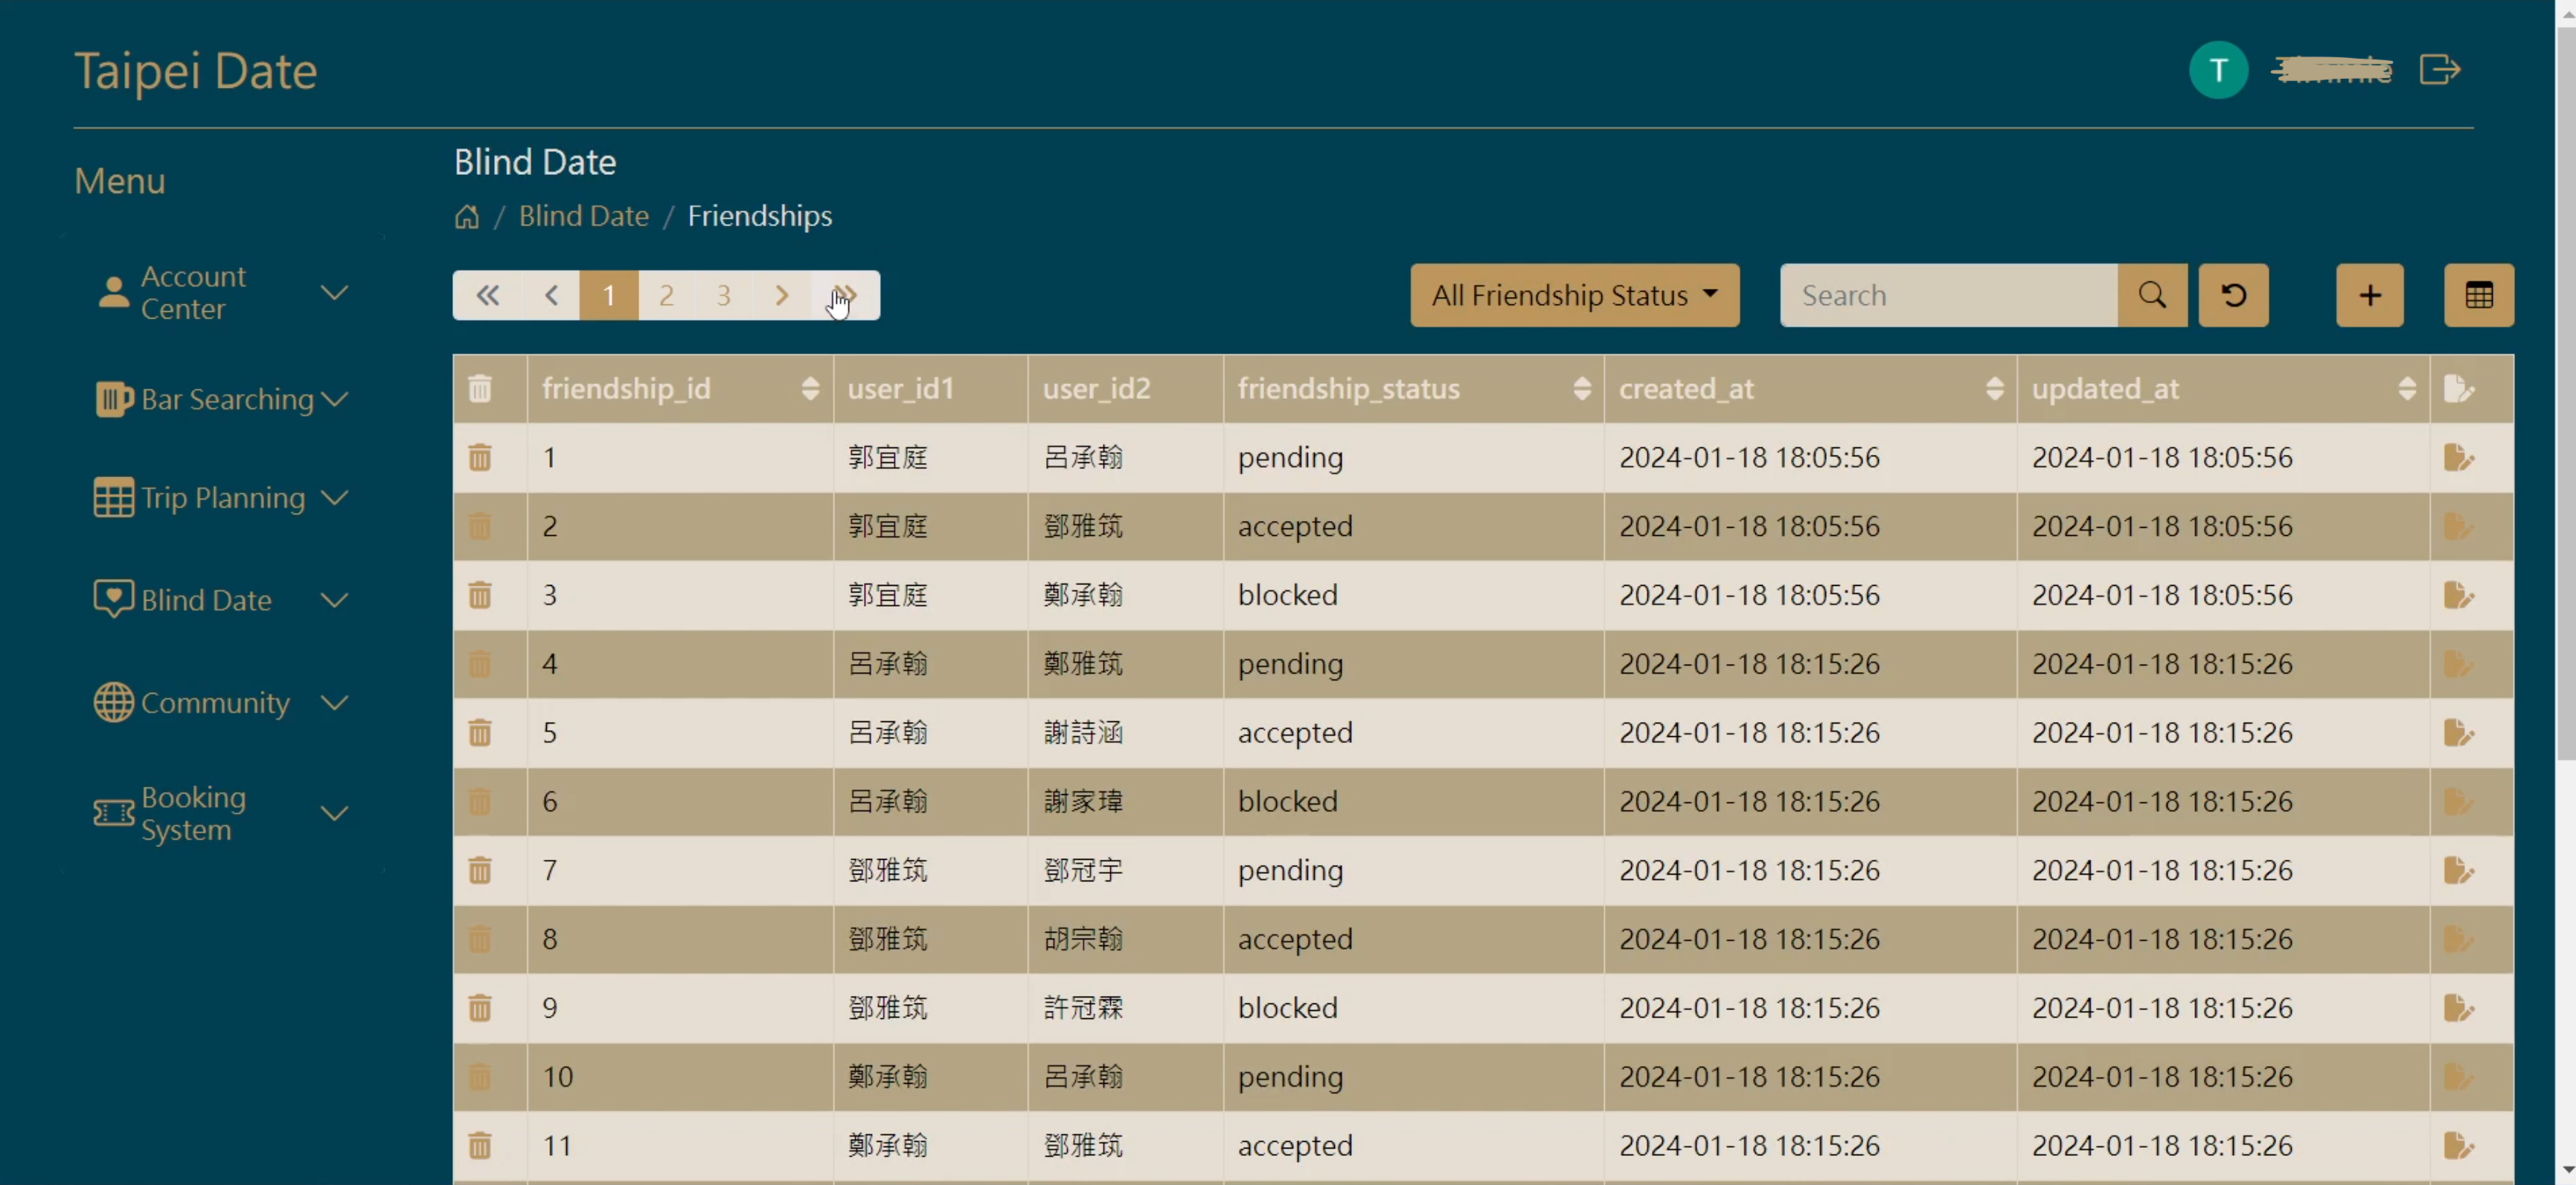 Taipei Date
T
Menu
Account
Center
Bar Searching
Trip Planning
Blind Date
Community
Booking
System
Blind Date
/ Blind Date / Friendships
« ‹ 1 2 3 › »
All Friendship Status
Search
+
friendship_id user_id1 user_id2 friendship_status created_at updated_at
1 郭宜庭 呂承翰 pending 2024-01-18 18:05:56 2024-01-18 18:05:56
2 郭宜庭 鄧雅筑 accepted 2024-01-18 18:05:56 2024-01-18 18:05:56
3 郭宜庭 鄭承翰 blocked 2024-01-18 18:05:56 2024-01-18 18:05:56
4 呂承翰 鄭雅筑 pending 2024-01-18 18:15:26 2024-01-18 18:15:26
5 呂承翰 謝詩涵 accepted 2024-01-18 18:15:26 2024-01-18 18:15:26
6 呂承翰 謝家瑋 blocked 2024-01-18 18:15:26 2024-01-18 18:15:26
7 鄧雅筑 鄧冠宇 pending 2024-01-18 18:15:26 2024-01-18 18:15:26
8 鄧雅筑 胡宗翰 accepted 2024-01-18 18:15:26 2024-01-18 18:15:26
9 鄧雅筑 許冠霖 blocked 2024-01-18 18:15:26 2024-01-18 18:15:26
10 鄭承翰 呂承翰 pending 2024-01-18 18:15:26 2024-01-18 18:15:26
11 鄭承翰 鄧雅筑 accepted 2024-01-18 18:15:26 2024-01-18 18:15:26